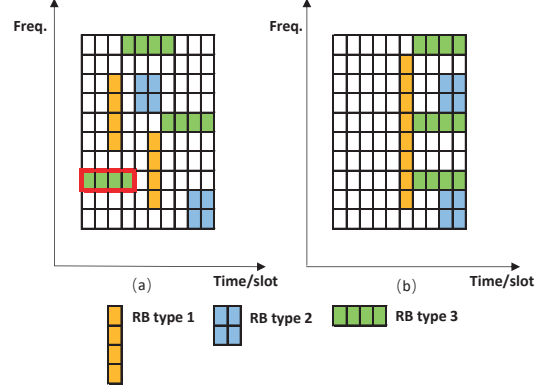 Freq.
Freq.
Time/slot
Time/slot
(a)
(b)
RB type 1
RB type 2
RB type 3